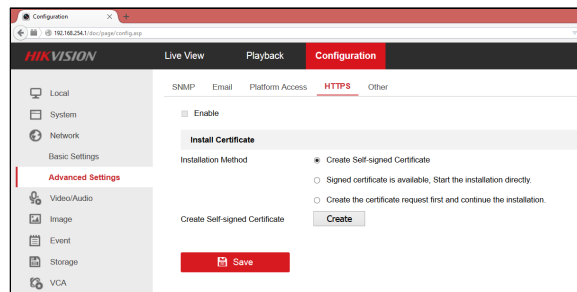 Configuration
192.168.254.1/doc/page/config.asp
HIKVISION
Live View Playback Configuration
SNMP Email Platform Access HTTPS Other
Local
System
Network
Basic Settings
Advanced Settings
Video/Audio
Image
Event
Storage
VCA
Enable
Install Certificate
Installation Method
Create Self-signed Certificate
Signed certificate is available, Start the installation directly.
Create the certificate request first and continue the installation.
Create Self-signed Certificate Create
Save